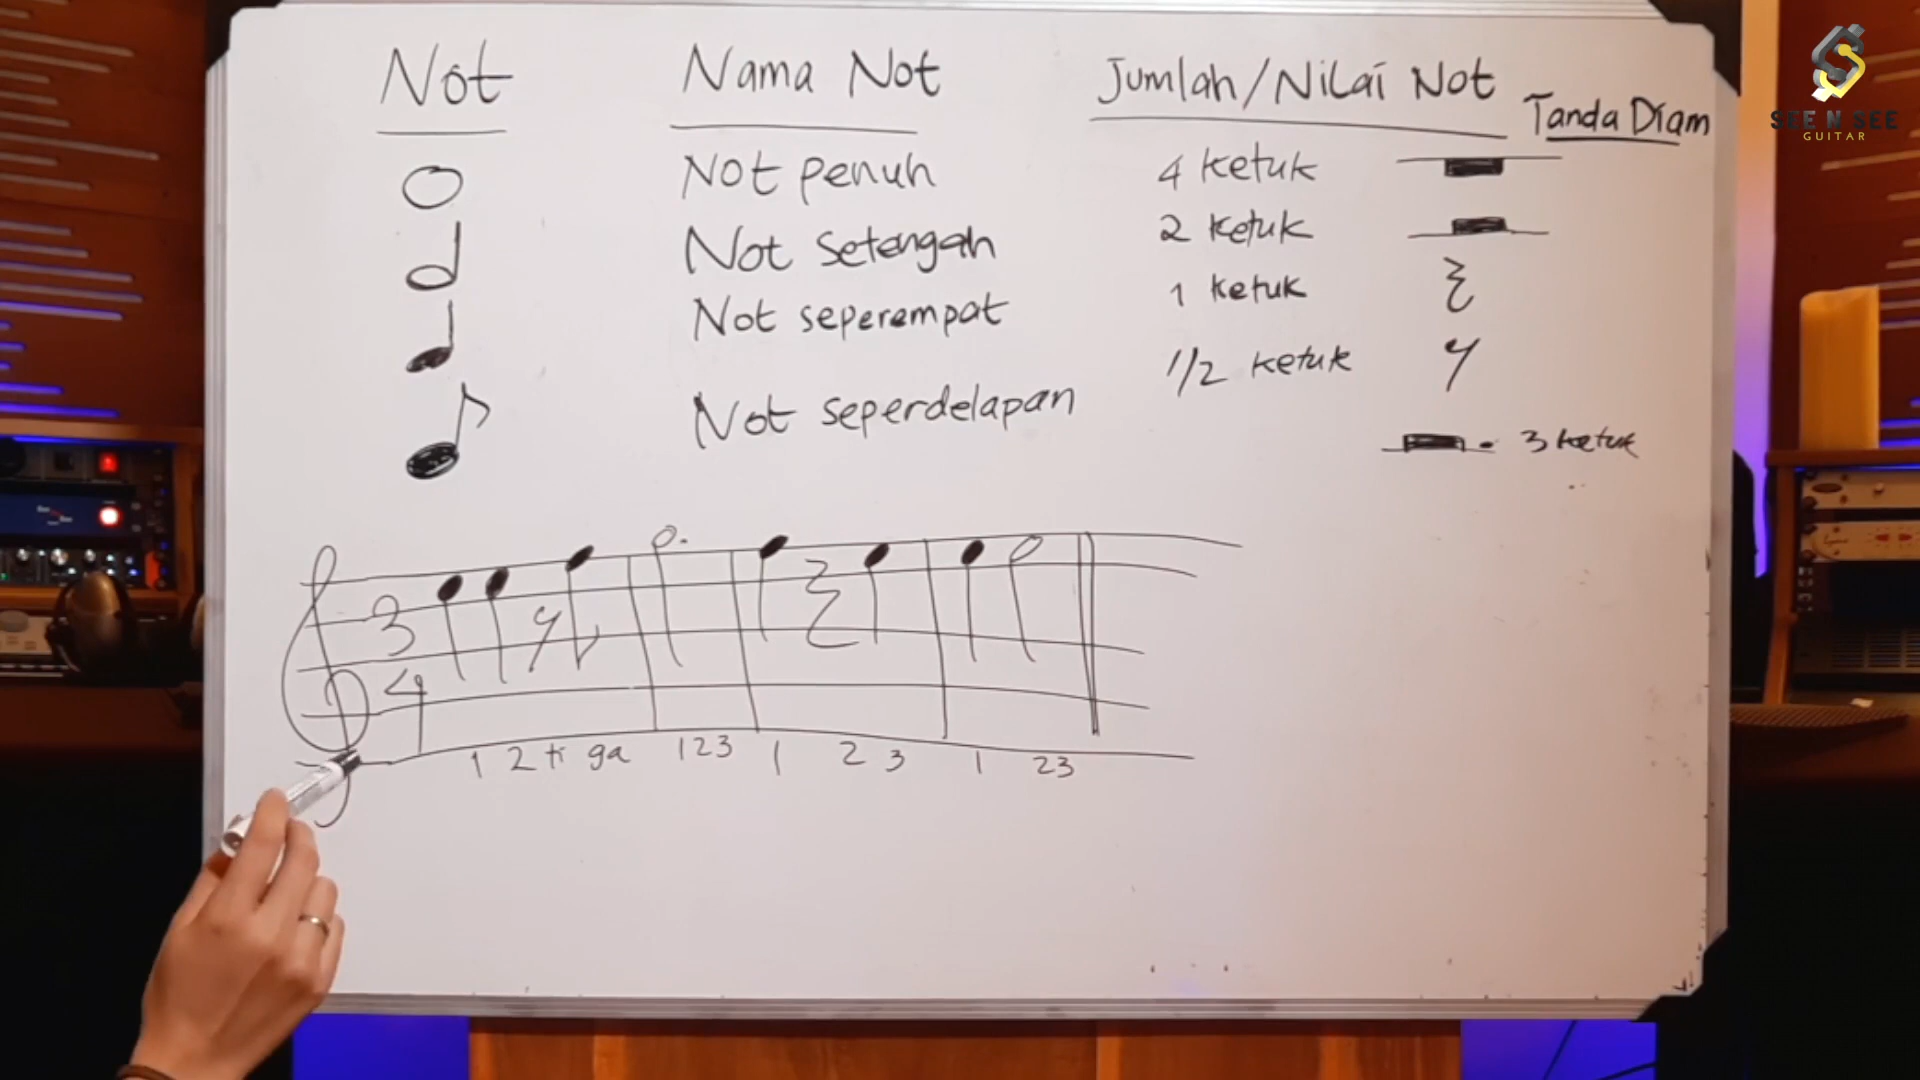 Not Nama Not Jumlah/Nilai Not Tanda Diam
Not penuh 4 ketuk
Not setengah 2 ketuk
Not seperempat 1 ketuk
Not seperdelapan 1/2 ketuk
3 ketuk
3
4
1 2 ti ga 123 1 2 3 1 23
SEE N SEE
GUITAR